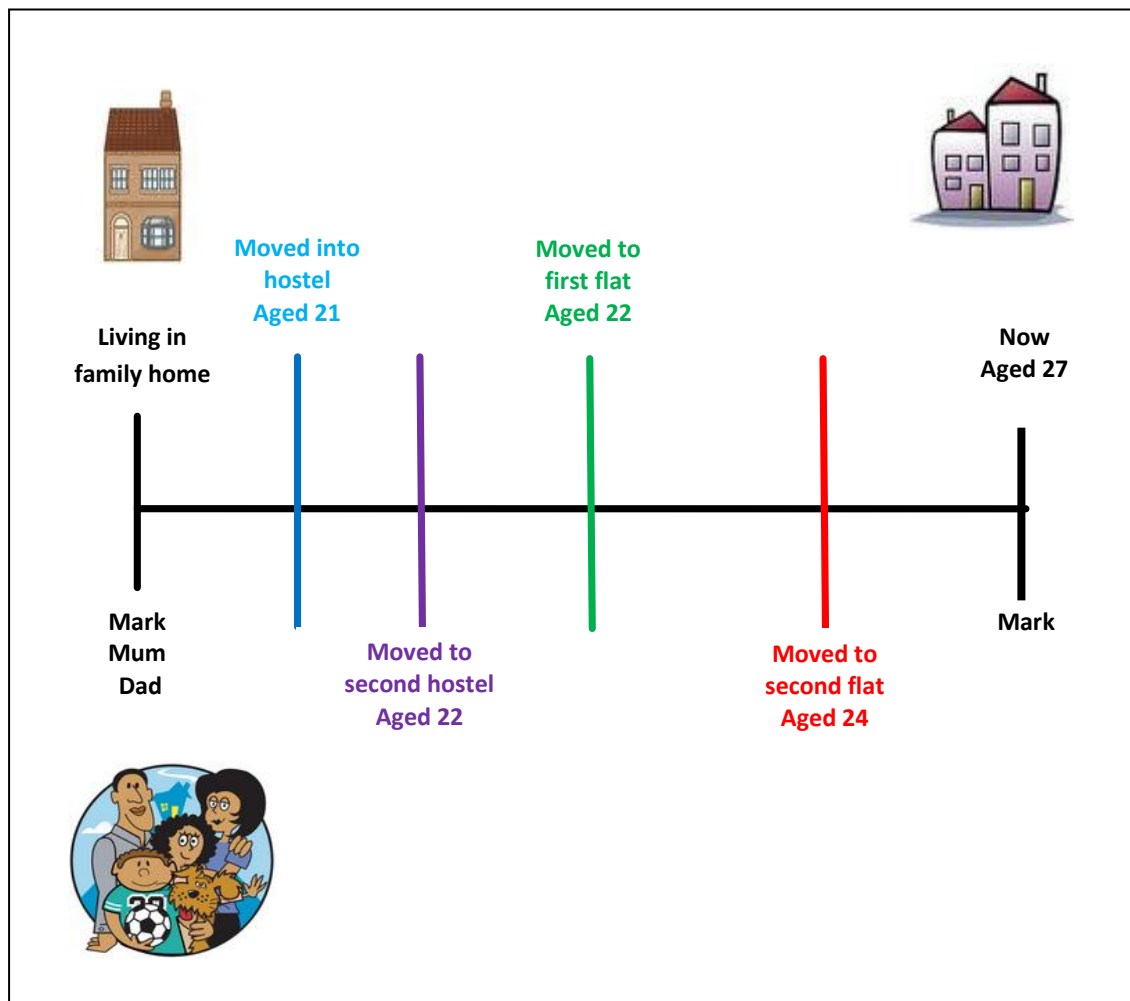 Moved into
hostel
Aged 21
Moved to
first flat
Aged 22
Living in
family home
Now
Aged 27
Mark
Mum
Dad
Moved to
second hostel
Aged 22
Moved to
second flat
Aged 24
Mark
23